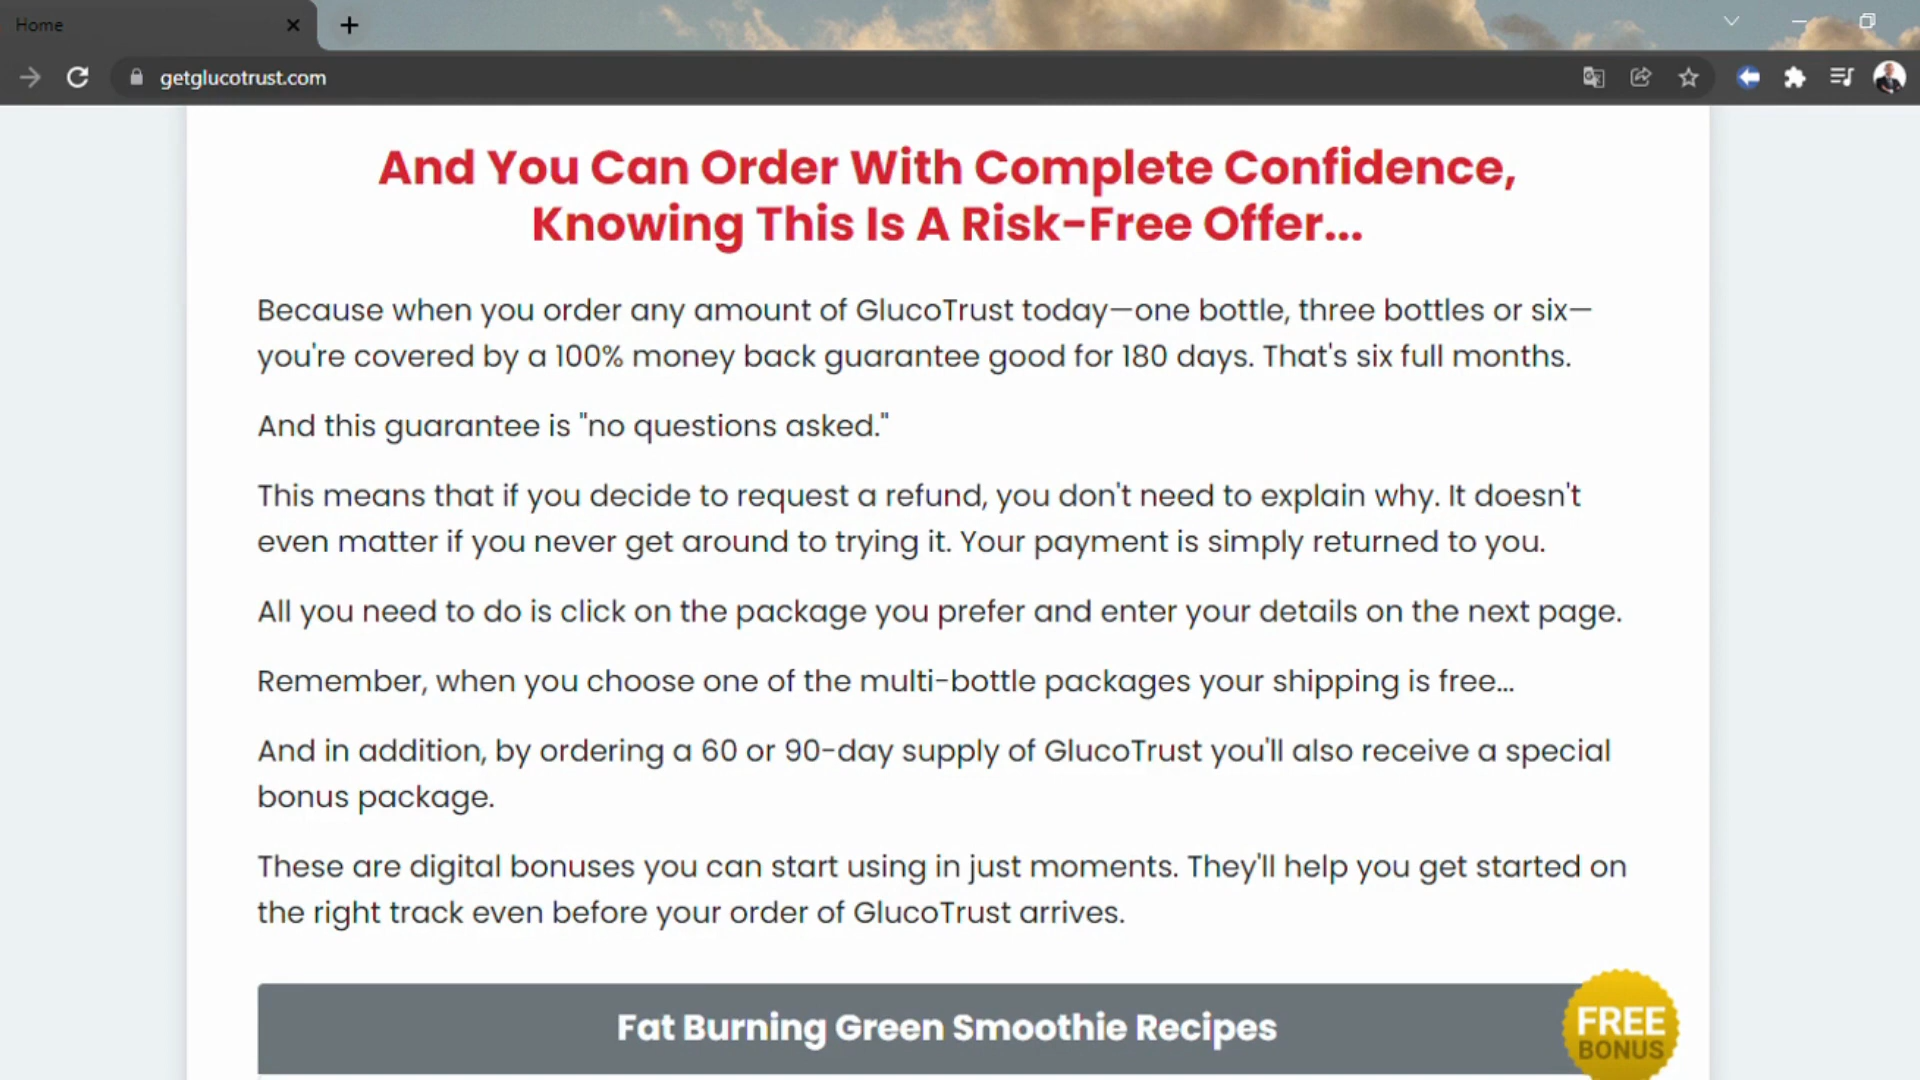 Home
getglucotrust.com
And You Can Order With Complete Confidence,
Knowing This Is A Risk-Free Offer...
Because when you order any amount of GlucoTrust today—one bottle, three bottles or six—
you're covered by a 100% money back guarantee good for 180 days. That's six full months.
And this guarantee is "no questions asked."
This means that if you decide to request a refund, you don't need to explain why. It doesn't
even matter if you never get around to trying it. Your payment is simply returned to you.
All you need to do is click on the package you prefer and enter your details on the next page.
Remember, when you choose one of the multi-bottle packages your shipping is free...
And in addition, by ordering a 60 or 90-day supply of GlucoTrust you'll also receive a special
bonus package.
These are digital bonuses you can start using in just moments. They'll help you get started on
the right track even before your order of GlucoTrust arrives.
Fat Burning Green Smoothie Recipes
FREE
BONUS